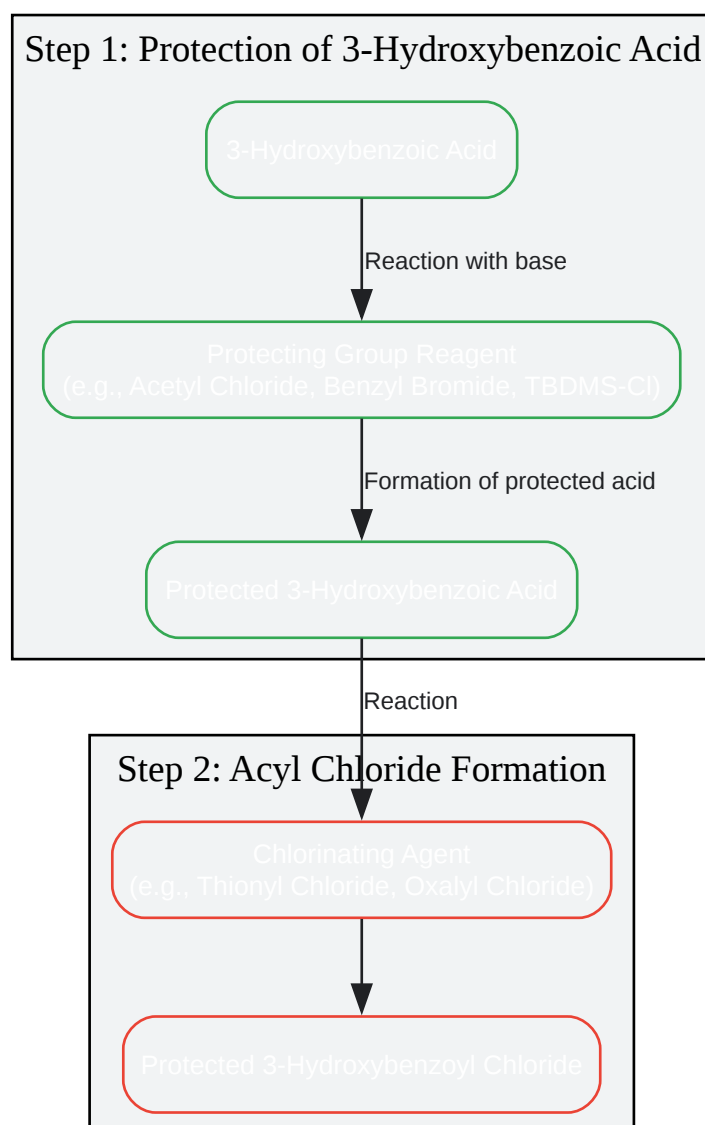 Step 1: Protection of 3-Hydroxybenzoic Acid
3-Hydroxybenzoic Acid
Reaction with base
Protecting Group Reagent
(e.g., Acetyl Chloride, Benzyl Bromide, TBDMS-Cl)
Formation of protected acid
Protected 3-Hydroxybenzoic Acid
Reaction
Step 2: Acyl Chloride Formation
Chlorinating Agent
(e.g., Thionyl Chloride, Oxalyl Chloride)
Protected 3-Hydroxybenzoyl Chloride